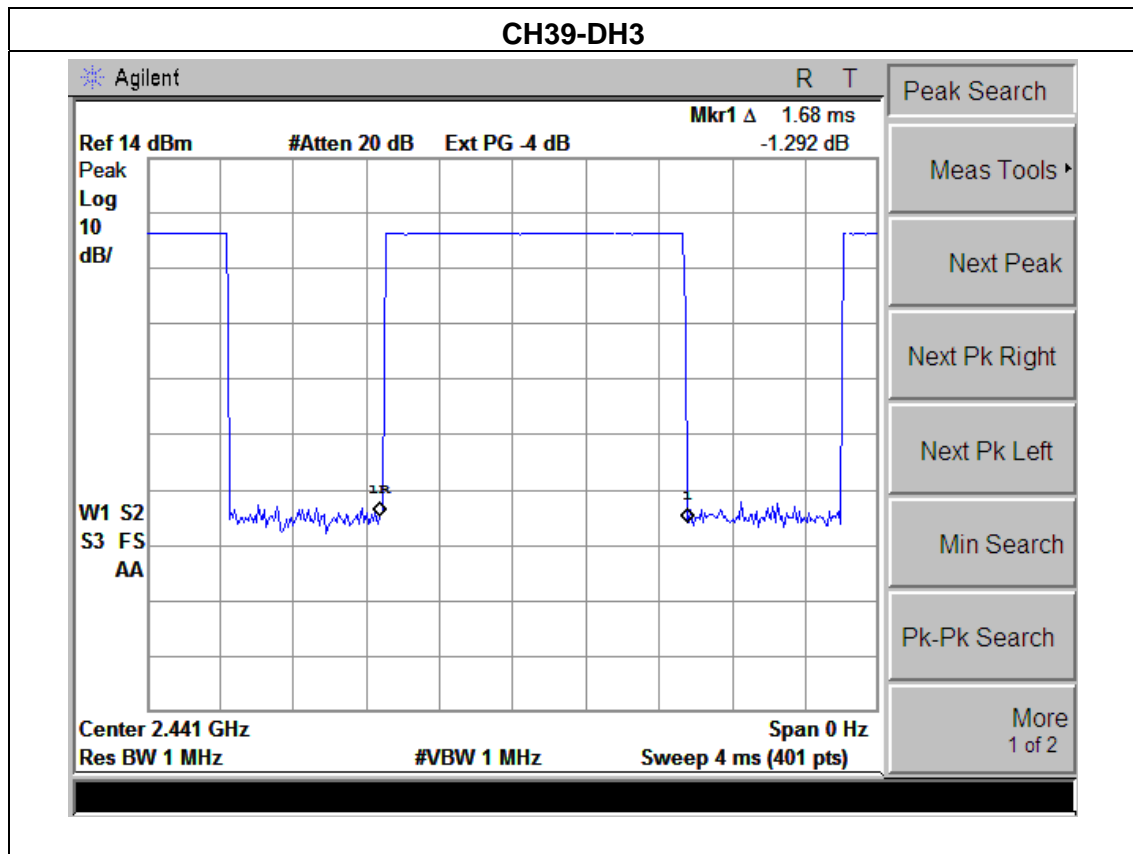 CH39-DH3
Agilent R T
Mkr1 Δ 1.68 ms
Ref 14 dBm #Atten 20 dB Ext PG -4 dB -1.292 dB
Peak
Log
10
dB/
1R
1
W1 S2
S3 FS
AA
Center 2.441 GHz Span 0 Hz
Res BW 1 MHz #VBW 1 MHz Sweep 4 ms (401 pts)
Peak Search
Meas Tools
Next Peak
Next Pk Right
Next Pk Left
Min Search
Pk-Pk Search
More
1 of 2